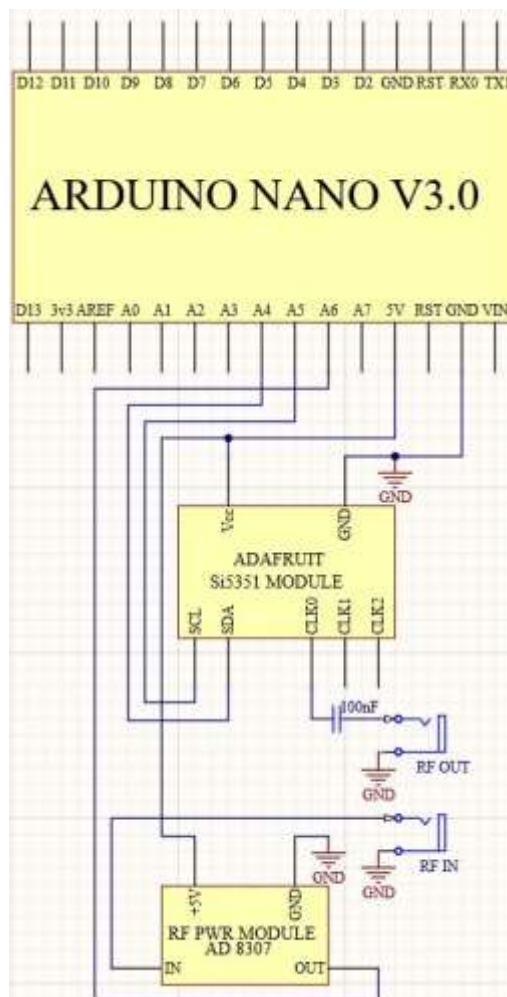 D12 D11 D10 D9 D8 D7 D6 D5 D4 D3 D2 GND RST RX0 TX1
ARDUINO NANO V3.0
D13 3v3 AREF A0 A1 A2 A3 A4 A5 A6 A7 5V RST GND VIN
GND
Vcc GND
ADAFRUIT
Si5351 MODULE
SCL SDA CLK0 CLK1 CLK2
100nF
RF OUT
GND
GND
RF IN
GND
+5V GND
RF PWR MODULE
AD 8307
IN OUT